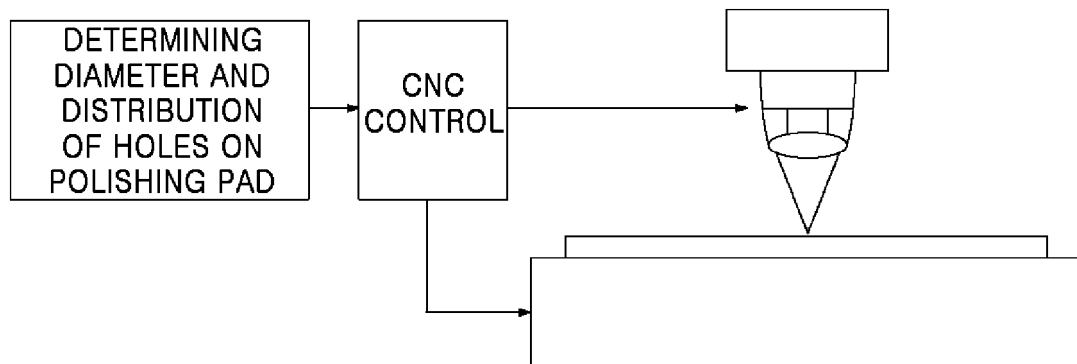 DETERMINING
DIAMETER AND
DISTRIBUTION
OF HOLES ON
POLISHING PAD
CNC
CONTROL